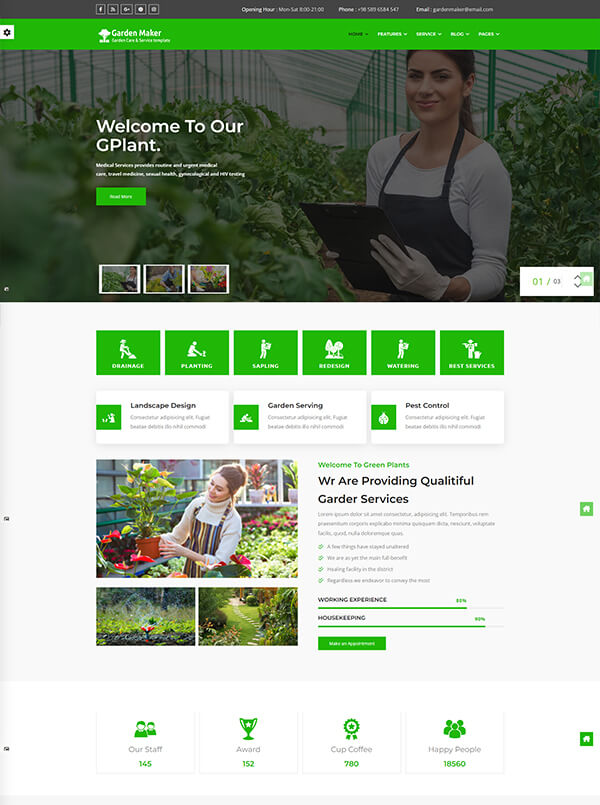 Opening Hour : Mon-Sat 8:00-21:00
Phone : +98 589 6584 547
Email : gardenmaker@email.com
Garden Maker
Garden Care & Service template
HOME
FEATURES
SERVICE
BLOG
PAGES
Welcome To Our
GPlant.
Medical Services provides routine and urgent medical
care, travel medicine, sexual health, gynecological and HIV testing
Read More
01 / 03
DRAINAGE
PLANTING
SAPLING
REDESIGN
WATERING
BEST SERVICES
Landscape Design
Consectetur adipisicing elit. Fugiat
beatae debitis illo nihil commodi
Garden Serving
Consectetur adipisicing elit. Fugiat
beatae debitis illo nihil commodi
Pest Control
Consectetur adipisicing elit. Fugiat
beatae debitis illo nihil commodi
Welcome To Green Plants
Wr Are Providing Qualitiful
Garder Services
Lorem ipsum dolor sit amet consectetur, adipisicing elit. Temporibus rem
praesentum corporis explicabo minima quisquam dicta, nesciunt, voluptate
facilis, quod, nulla doloremque quas.
A few things have stayed unaltered
We are as yet the main full-benefit
Healing facility in the district
Regardless we endeavor to convey the most
WORKING EXPERIENCE
80%
HOUSEKEEPING
90%
Make an Appointment
Our Staff
145
Award
152
Cup Coffee
780
Happy People
18560